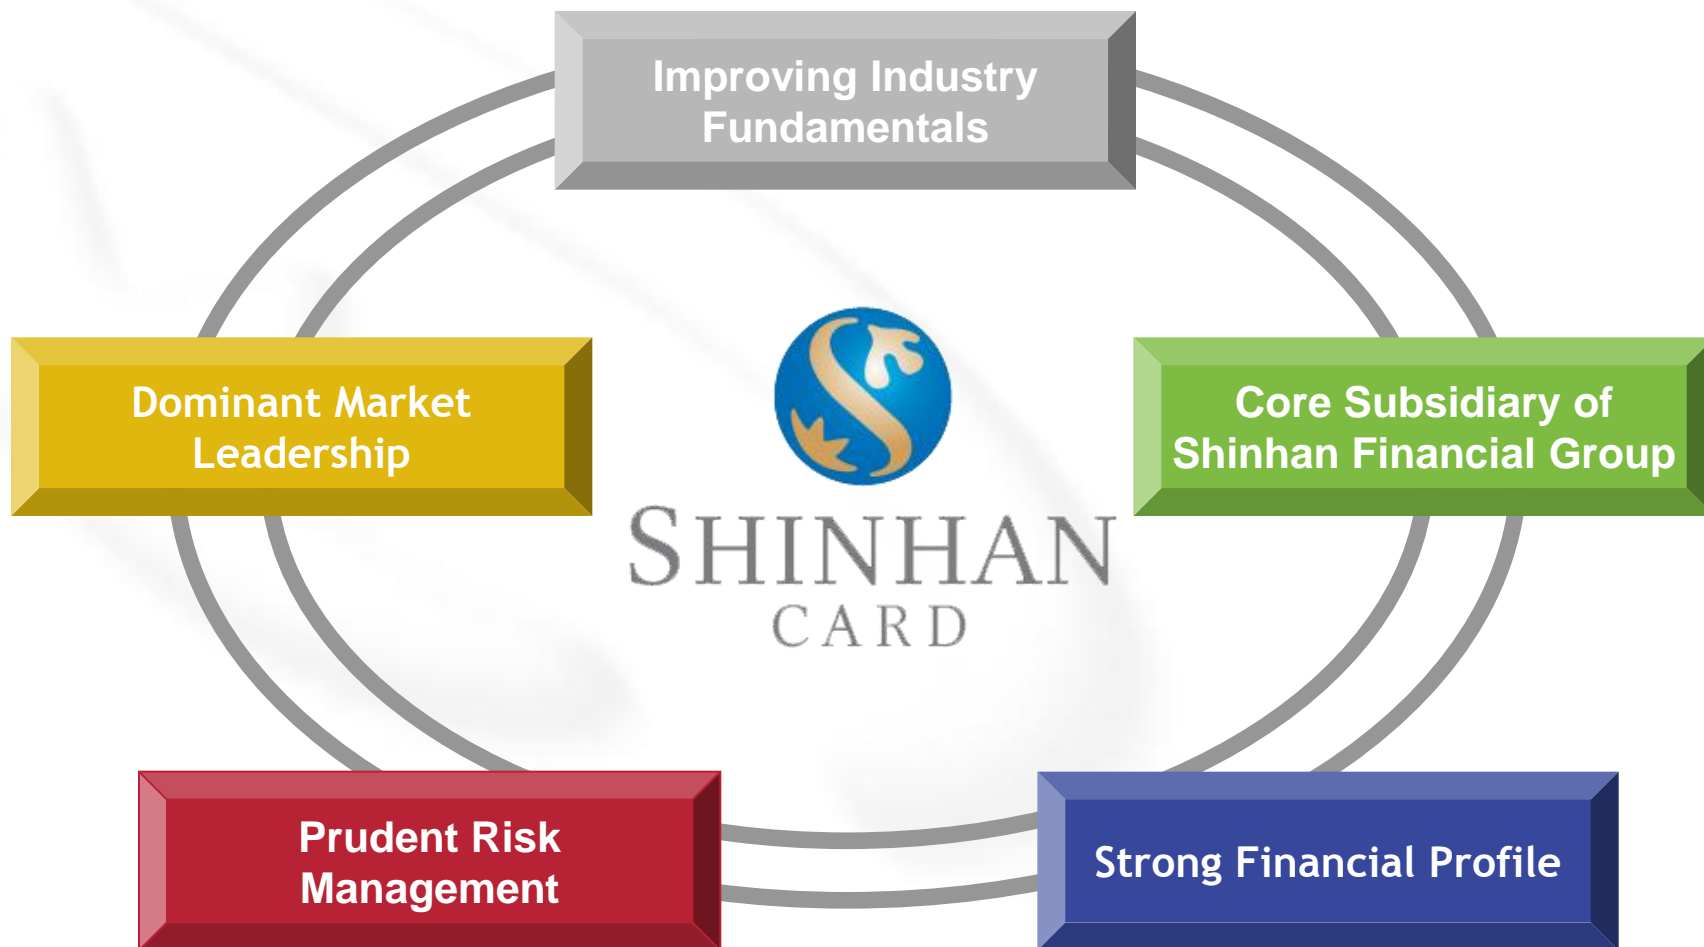 Improving Industry
Fundamentals
Dominant Market
Leadership
Core Subsidiary of
Shinhan Financial Group
SHINHAN
CARD
Prudent Risk
Management
Strong Financial Profile